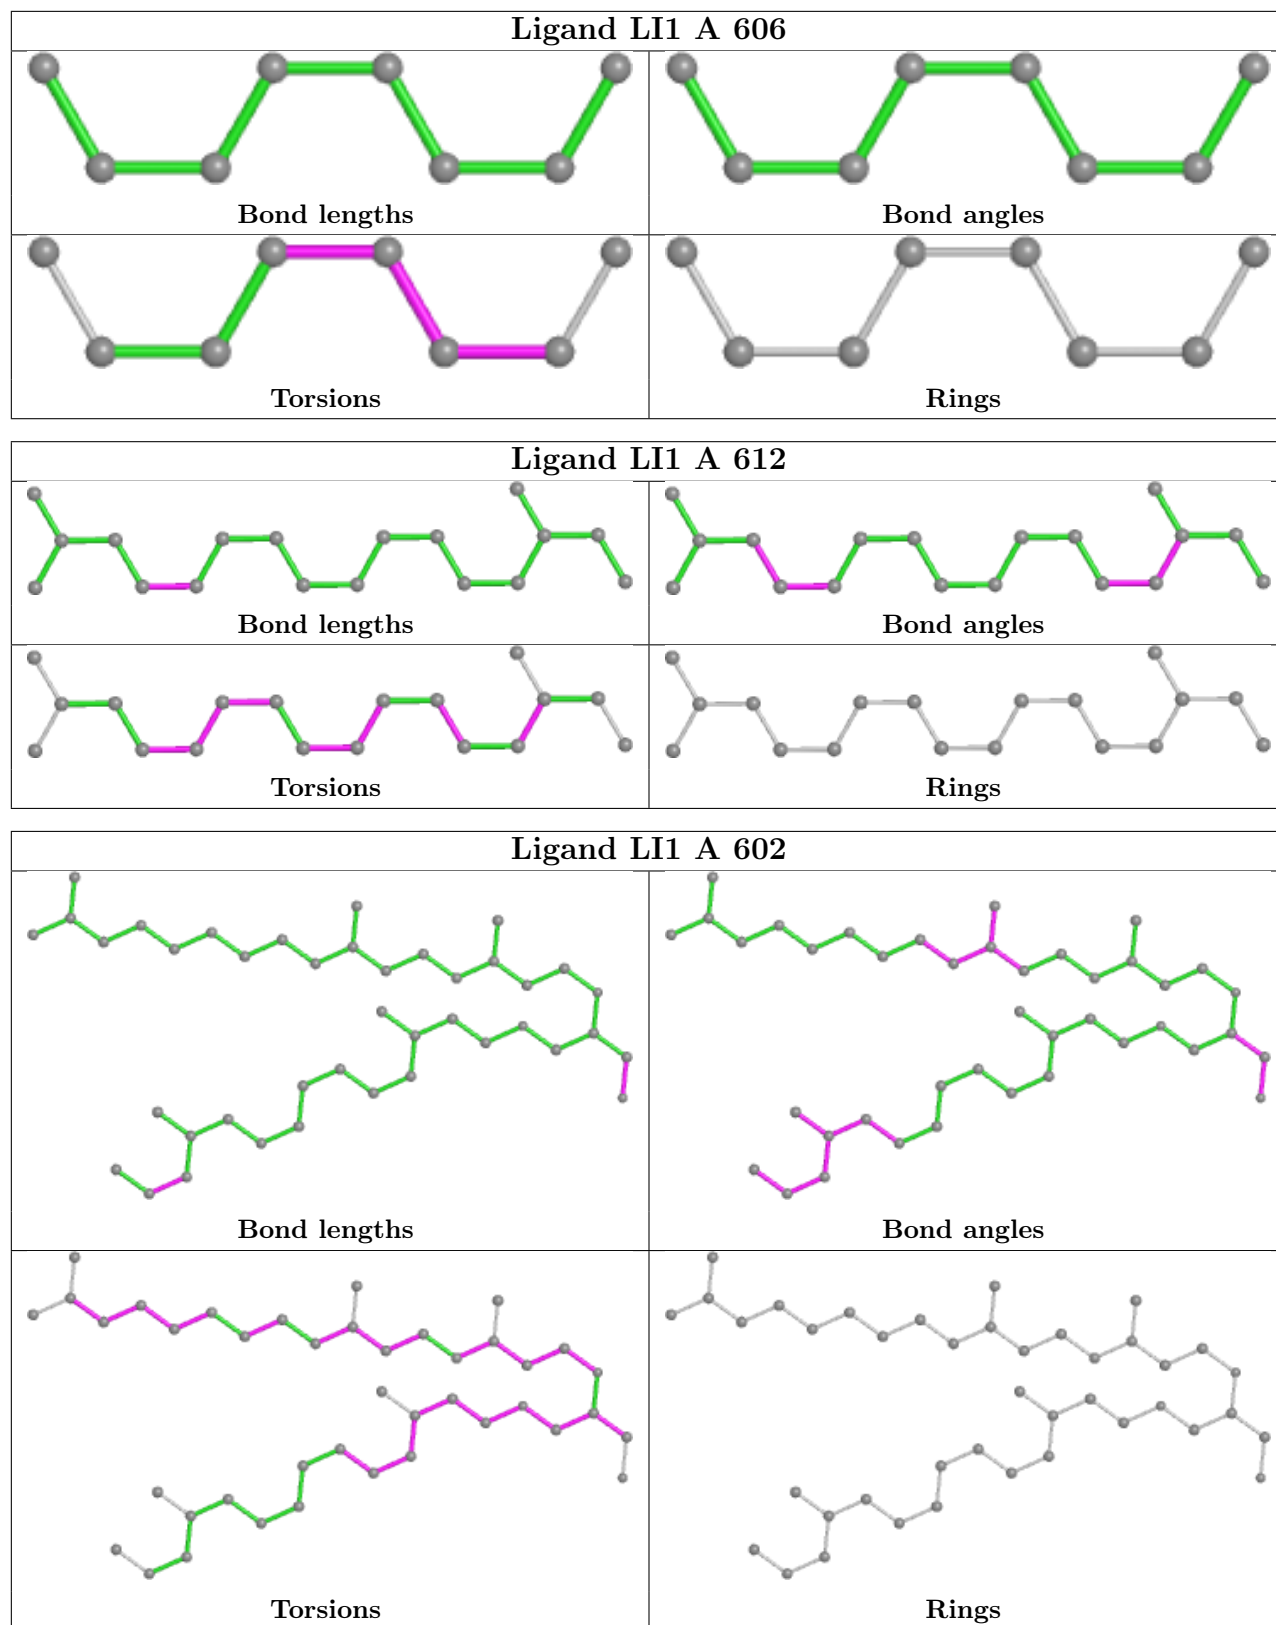 Ligand LI1 A 606
Bond lengths
Bond angles
Torsions
Rings
Ligand LI1 A 612
Bond lengths
Bond angles
Torsions
Rings
Ligand LI1 A 602
Bond lengths
Bond angles
Torsions
Rings